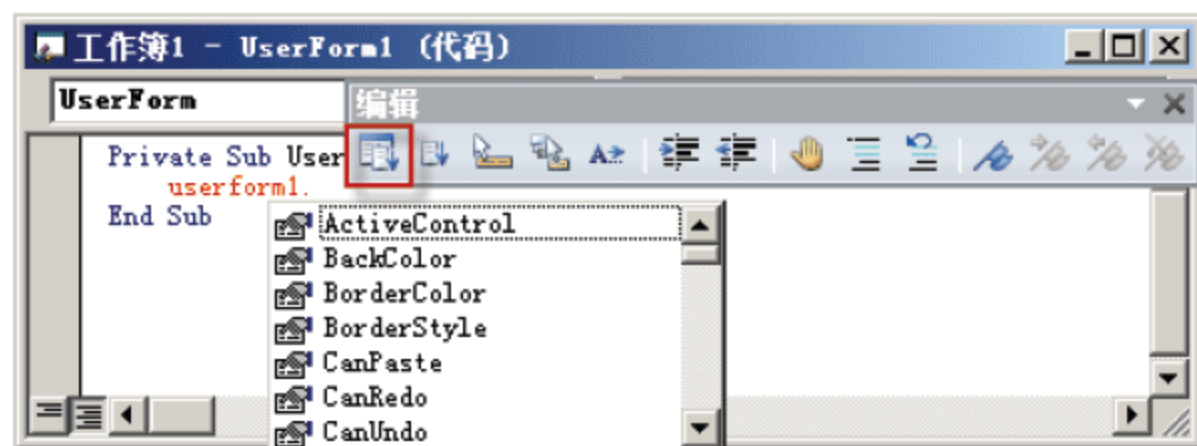 工作簿1 - UserForm1 (代码)
UserForm
编辑
Private Sub User
userform1.
End Sub
ActiveControl
BackColor
BorderColor
BorderStyle
CanPaste
CanRedo
CanUndo